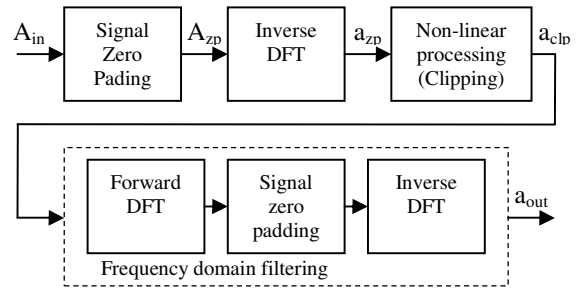 A_in
Signal
Zero
Pading
A_zp
Inverse
DFT
a_zp
Non-linear
processing
(Clipping)
a_clp
Forward
DFT
Signal
zero
padding
Inverse
DFT
a_out
Frequency domain filtering